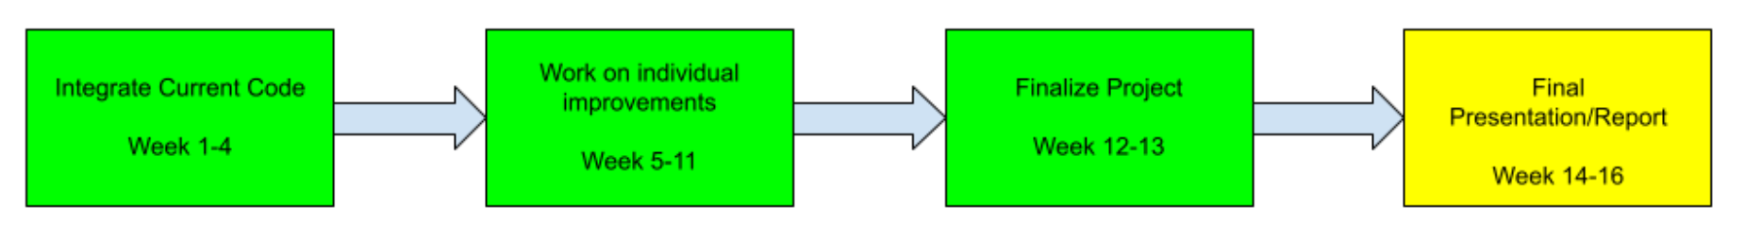 Integrate Current Code
Week 1-4
Work on individual
improvements
Week 5-11
Finalize Project
Week 12-13
Final
Presentation/Report
Week 14-16